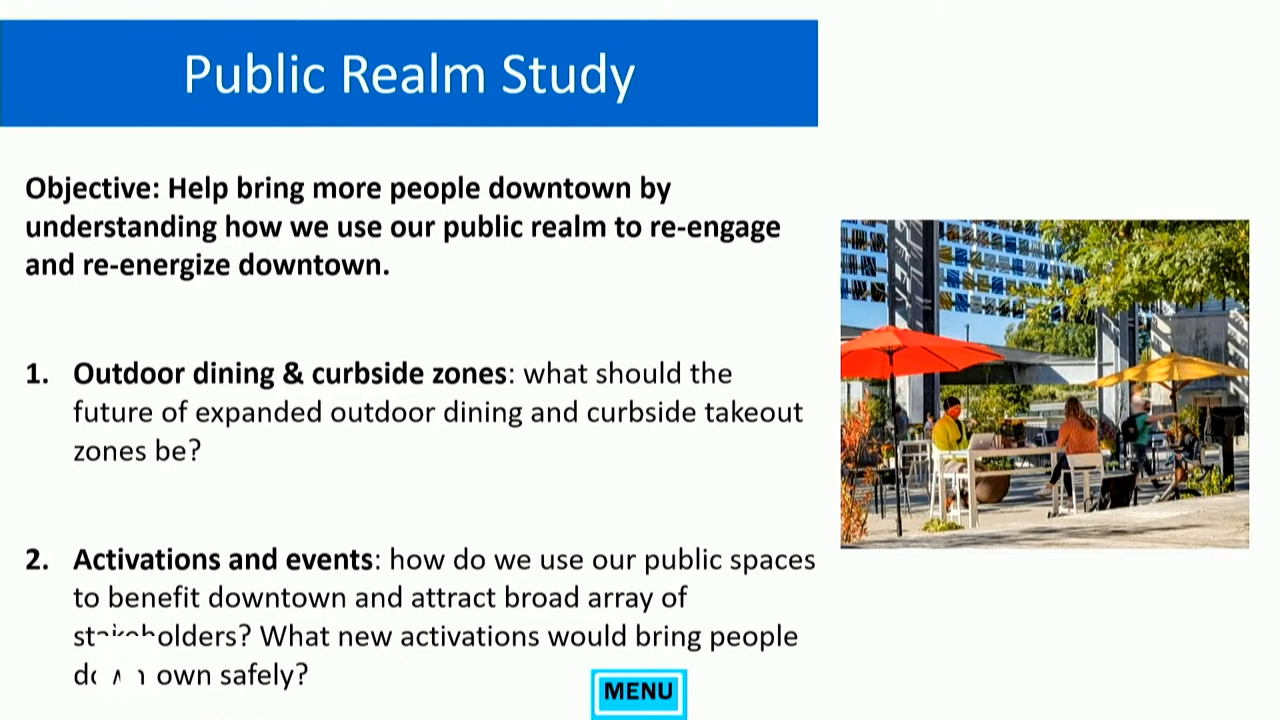 Public Realm Study
Objective: Help bring more people downtown by
understanding how we use our public realm to re-engage
and re-energize downtown.
1. Outdoor dining & curbside zones: what should the
future of expanded outdoor dining and curbside takeout
zones be?
2. Activations and events: how do we use our public spaces
to benefit downtown and attract broad array of
stakeholders? What new activations would bring people
own safely?
MENU